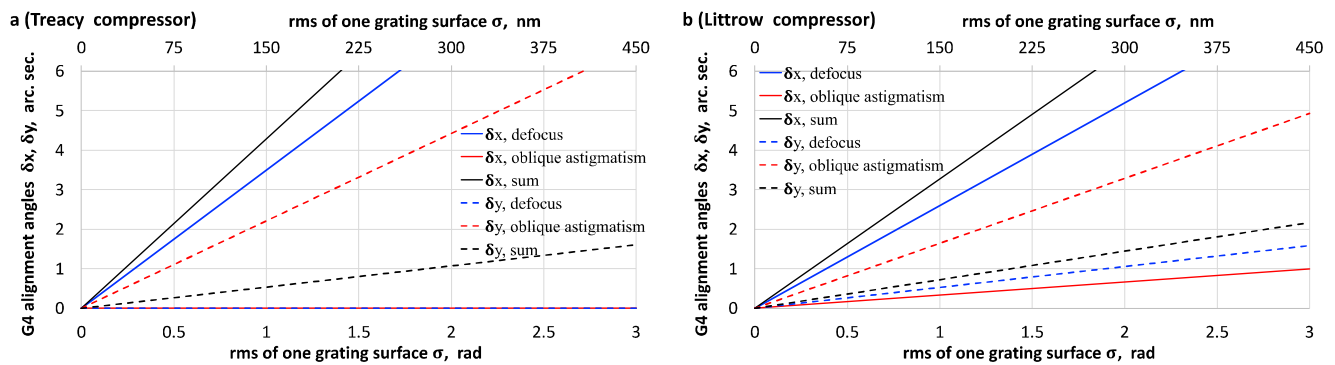 a (Treacy compressor)
rms of one grating surface σ, nm
0 75 150 225 300 375 450
G4 alignment angles δx, δy, arc. sec.
6
5
4
3
2
1
0
δx, defocus
δx, oblique astigmatism
δx, sum
δy, defocus
δy, oblique astigmatism
δy, sum
0 0.5 1 1.5 2 2.5 3
rms of one grating surface σ, rad
b (Littrow compressor)
rms of one grating surface σ, nm
0 75 150 225 300 375 450
G4 alignment angles δx, δy, arc. sec.
6
5
4
3
2
1
0
δx, defocus
δx, oblique astigmatism
δx, sum
δy, defocus
δy, oblique astigmatism
δy, sum
0 0.5 1 1.5 2 2.5 3
rms of one grating surface σ, rad